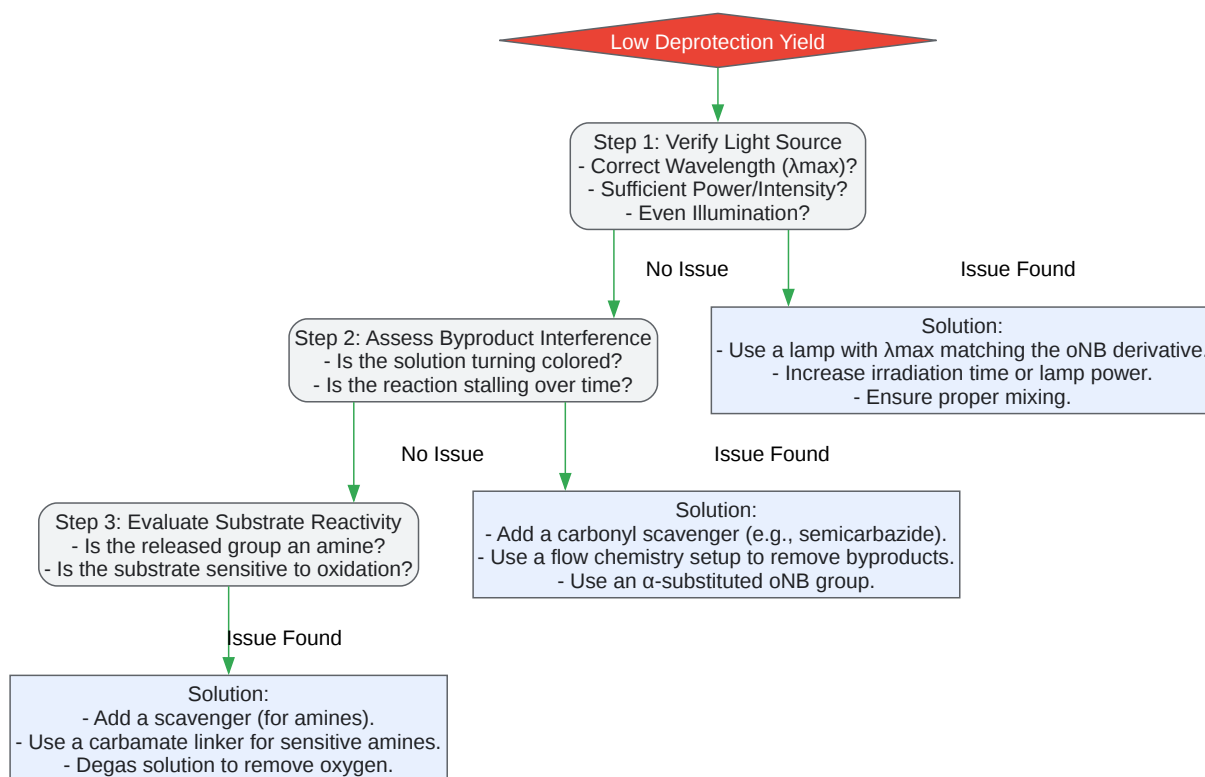 Low Deprotection Yield
Step 1: Verify Light Source
- Correct Wavelength (λmax)?
- Sufficient Power/Intensity?
- Even Illumination?
No Issue
Issue Found
Step 2: Assess Byproduct Interference
- Is the solution turning colored?
- Is the reaction stalling over time?
Solution:
- Use a lamp with λmax matching the oNB derivative.
- Increase irradiation time or lamp power.
- Ensure proper mixing.
No Issue
Issue Found
Step 3: Evaluate Substrate Reactivity
- Is the released group an amine?
- Is the substrate sensitive to oxidation?
Solution:
- Add a carbonyl scavenger (e.g., semicarbazide).
- Use a flow chemistry setup to remove byproducts.
- Use an α-substituted oNB group.
Issue Found
Solution:
- Add a scavenger (for amines).
- Use a carbamate linker for sensitive amines.
- Degas solution to remove oxygen.